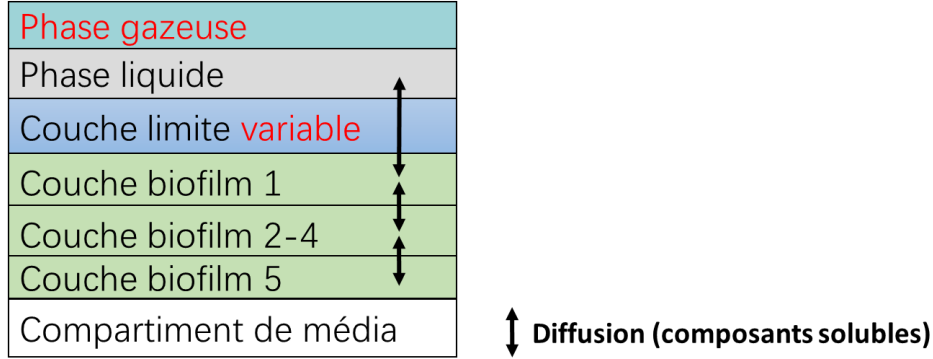 Phase gazeuse
Phase liquide
Couche limite variable
Couche biofilm 1
Couche biofilm 2-4
Couche biofilm 5
Compartiment de média
Diffusion (composants solubles)